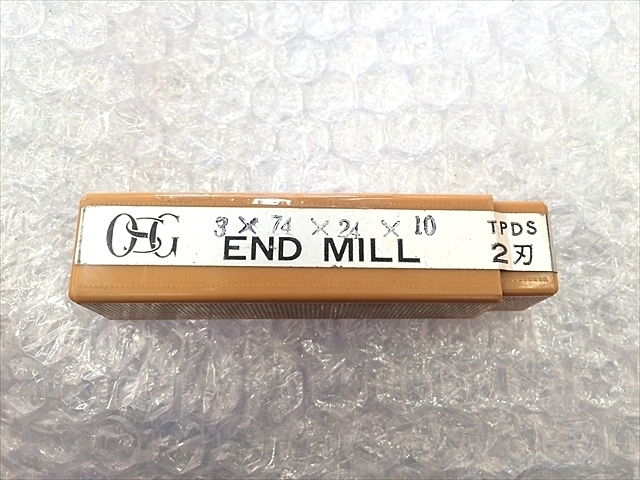 OSG
3 × 74 × 24 × 10
END MILL
TPDS
2刃